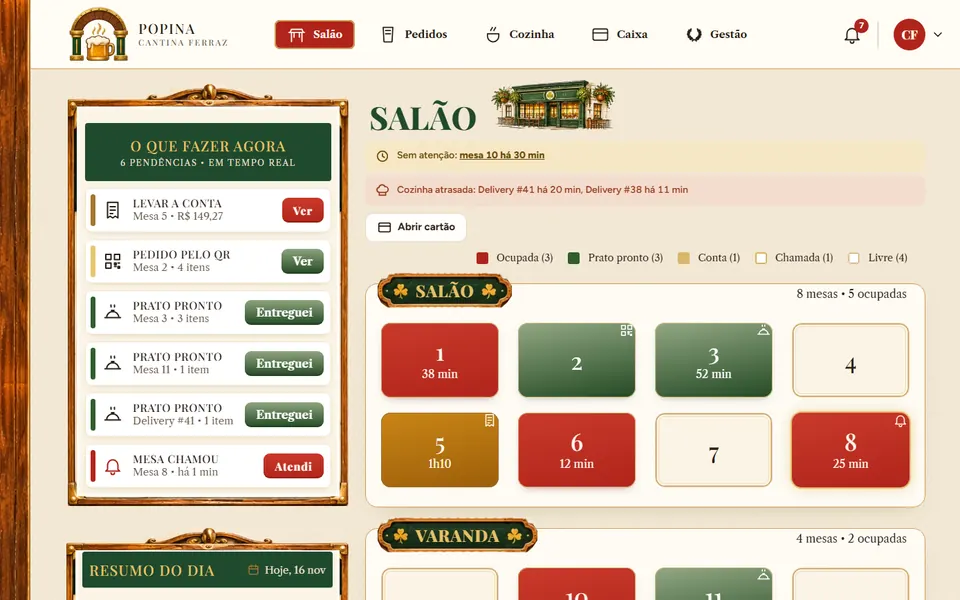 POPINA
CANTINA FERRAZ
Salão
Pedidos
Cozinha
Caixa
Gestão
7
CF
O QUE FAZER AGORA
6 PENDÊNCIAS • EM TEMPO REAL
LEVAR A CONTA
Mesa 5 • R$ 149,27
Ver
PEDIDO PELO QR
Mesa 2 • 4 itens
Ver
PRATO PRONTO
Mesa 3 • 3 itens
Entreguei
PRATO PRONTO
Mesa 11 • 1 item
Entreguei
PRATO PRONTO
Delivery #41 • 1 item
Entreguei
MESA CHAMOU
Mesa 8 • há 1 min
Atendi
RESUMO DO DIA
Hoje, 16 nov
SALÃO
Sem atenção: mesa 10 há 30 min
Cozinha atrasada: Delivery #41 há 20 min, Delivery #38 há 11 min
Abrir cartão
Ocupada (3)
Prato pronto (3)
Conta (1)
Chamada (1)
Livre (4)
SALÃO
8 mesas • 5 ocupadas
1
38 min
2
3
52 min
4
5
1h10
6
12 min
7
8
25 min
VARANDA
4 mesas • 2 ocupadas
10
11